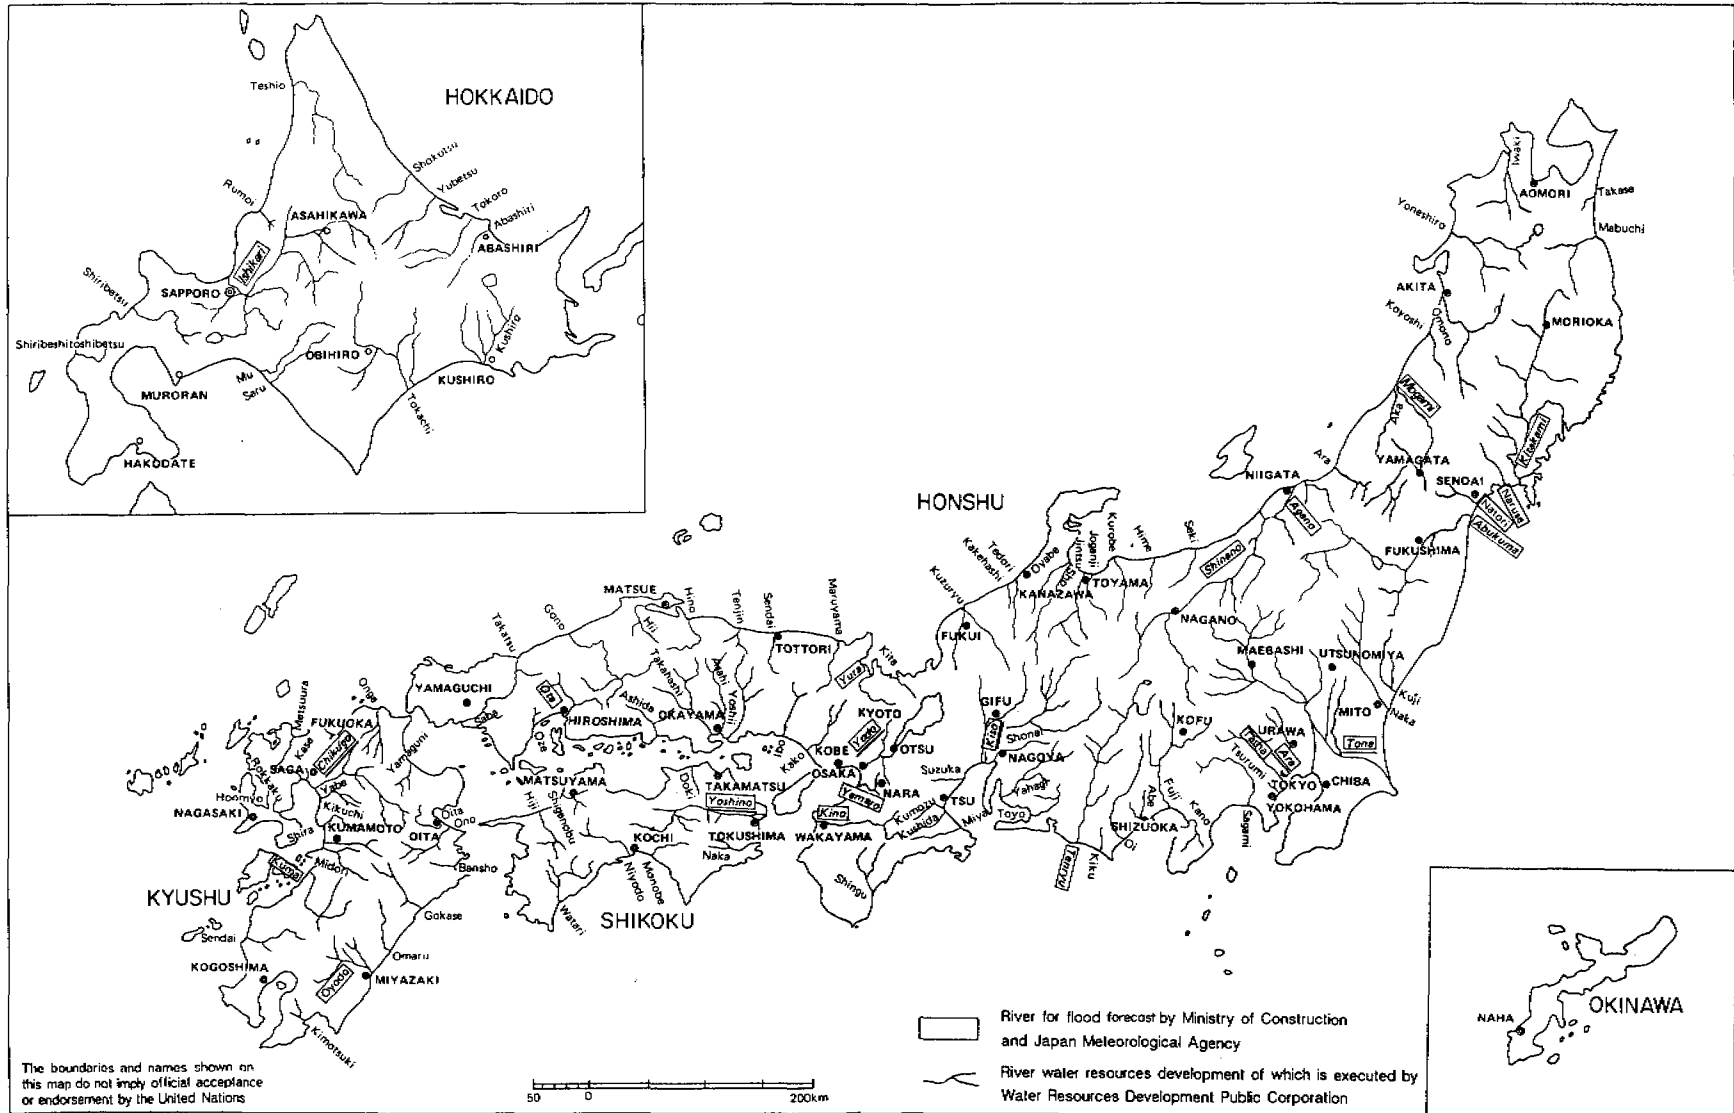 HOKKAIDO
Teshio
Shokotsu
Yubetsu
Tokoro
Abashiri
ABASHIRI
Rumoi
ASAHIKAWA
Ishikari
SAPPORO
Shiribetsu
Shiribeshitoshibetsu
OBIHIRO
Kushiro
KUSHIRO
MURORAN
Mu
Saru
Tokachi
HAKODATE
HONSHU
Iwaki
AOMORI
Takase
Yoneshiro
Mabuchi
AKITA
Koyoshi
Omono
MORIOKA
Mogami
Aka
Kitakami
YAMAGATA
SENDAI
Naruse
Natori
Abukuma
FUKUSHIMA
Ara
NIIGATA
Agano
Shinano
Seki
Hime
Kurobe
Joganji
Jintsu
Sho
Oyabe
TOYAMA
Tedori
Kakehashi
KANAZAWA
Kuzuryu
FUKUI
NAGANO
MAEBASHI
UTSUNOMIYA
Kuji
Naka
MITO
Tone
URAWA
Tama
Ara
Tsurumi
TOKYO
CHIBA
YOKOHAMA
Sagami
KOFU
Fuji
Kano
Abe
SHIZUOKA
Oi
Kiku
Tenryu
Toyo
Yahagi
GIFU
Kiso
Shonai
NAGOYA
Suzuka
TSU
Kumozu
Kushida
Miya
Shingu
MATSUE
Hino
Hii
Tenjin
Sendai
Maruyama
TOTTORI
Yura
Kita
Gono
Takatsu
YAMAGUCHI
Saba
Ota
HIROSHIMA
Oze
Ashida
Takahashi
Asahi
Yoshii
OKAYAMA
Ibo
Kako
KYOTO
KOBE
Yodo
OTSU
OSAKA
Yamato
NARA
Kino
WAKAYAMA
MATSUYAMA
Doki
TAKAMATSU
Yoshino
TOKUSHIMA
Hiji
Shigenobu
KOCHI
Naka
Monobe
Niyodo
Watari
SHIKOKU
Onga
Matsuura
FUKUOKA
Kase
Chikugo
SAGA
Rokkaku
Yabe
Yamaguni
Kikuchi
NAGASAKI
Shira
KUMAMOTO
OITA
Oita
Ono
Midori
Bansho
Kuma
KYUSHU
Gokase
Sendai
Omaru
KOGOSHIMA
Oyodo
MIYAZAKI
Kimotsuki
NAHA
OKINAWA
River for flood forecast by Ministry of Construction
and Japan Meteorological Agency
River water resources development of which is executed by
Water Resources Development Public Corporation
The boundaries and names shown on
this map do not imply official acceptance
or endorsement by the United Nations
50 0 200km